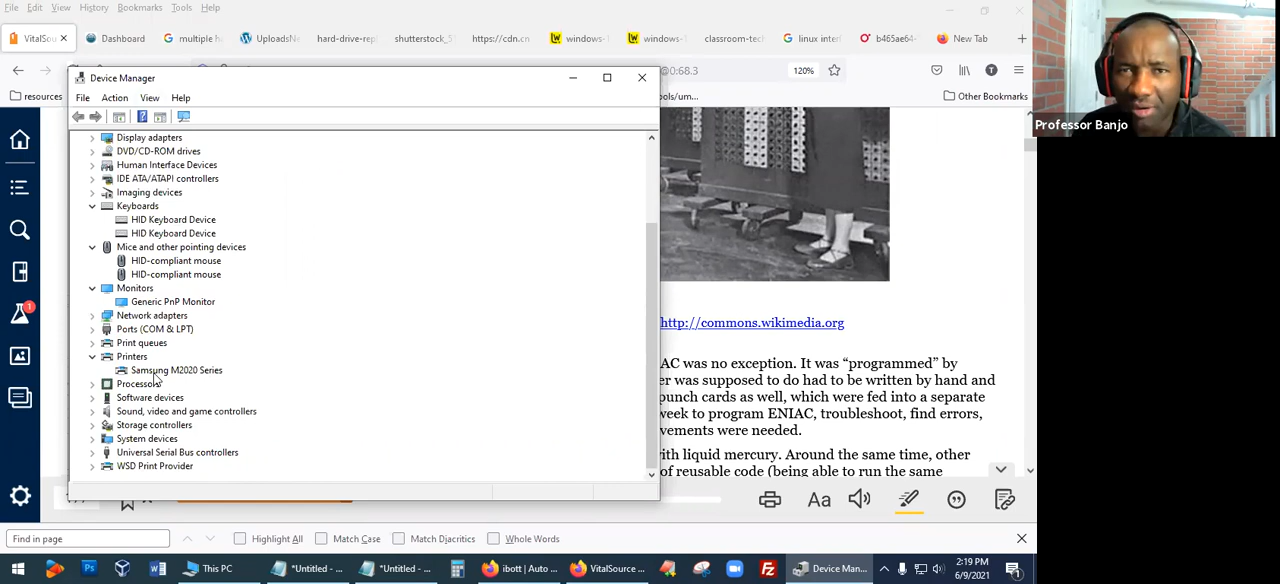 File Edit View History Bookmarks Tools Help
VitalSo
Dashboard
multiple ha
UploadsNe
hard-drive-rep
shutterstock_5
https://cdn.c
windows-
windows-1
classroom-tech
linux interf
b465ae64-
New Tab
@0:68.3
120%
T
resources
ools/um...
Other Bookmarks
Device Manager
File Action View Help
Display adapters
DVD/CD-ROM drives
Human Interface Devices
IDE ATA/ATAPI controllers
Imaging devices
Keyboards
HID Keyboard Device
HID Keyboard Device
Mice and other pointing devices
HID-compliant mouse
HID-compliant mouse
Monitors
Generic PnP Monitor
Network adapters
Ports (COM & LPT)
Print queues
Printers
Samsung M2020 Series
Processors
Software devices
Sound, video and game controllers
Storage controllers
System devices
Universal Serial Bus controllers
WSD Print Provider
1
Professor Banjo
http://commons.wikimedia.org
AC was no exception. It was “programmed” by
er was supposed to do had to be written by hand and
punch cards as well, which were fed into a separate
week to program ENIAC, troubleshoot, find errors,
vements were needed.
ith liquid mercury. Around the same time, other
of reusable code (being able to run the same
Aa
Find in page
Highlight All
Match Case
Match Diacritics
Whole Words
This PC
*Untitled - ...
*Untitled - ...
ibott | Auto ...
VitalSource ...
Device Man...
2:19 PM
6/9/2021
1